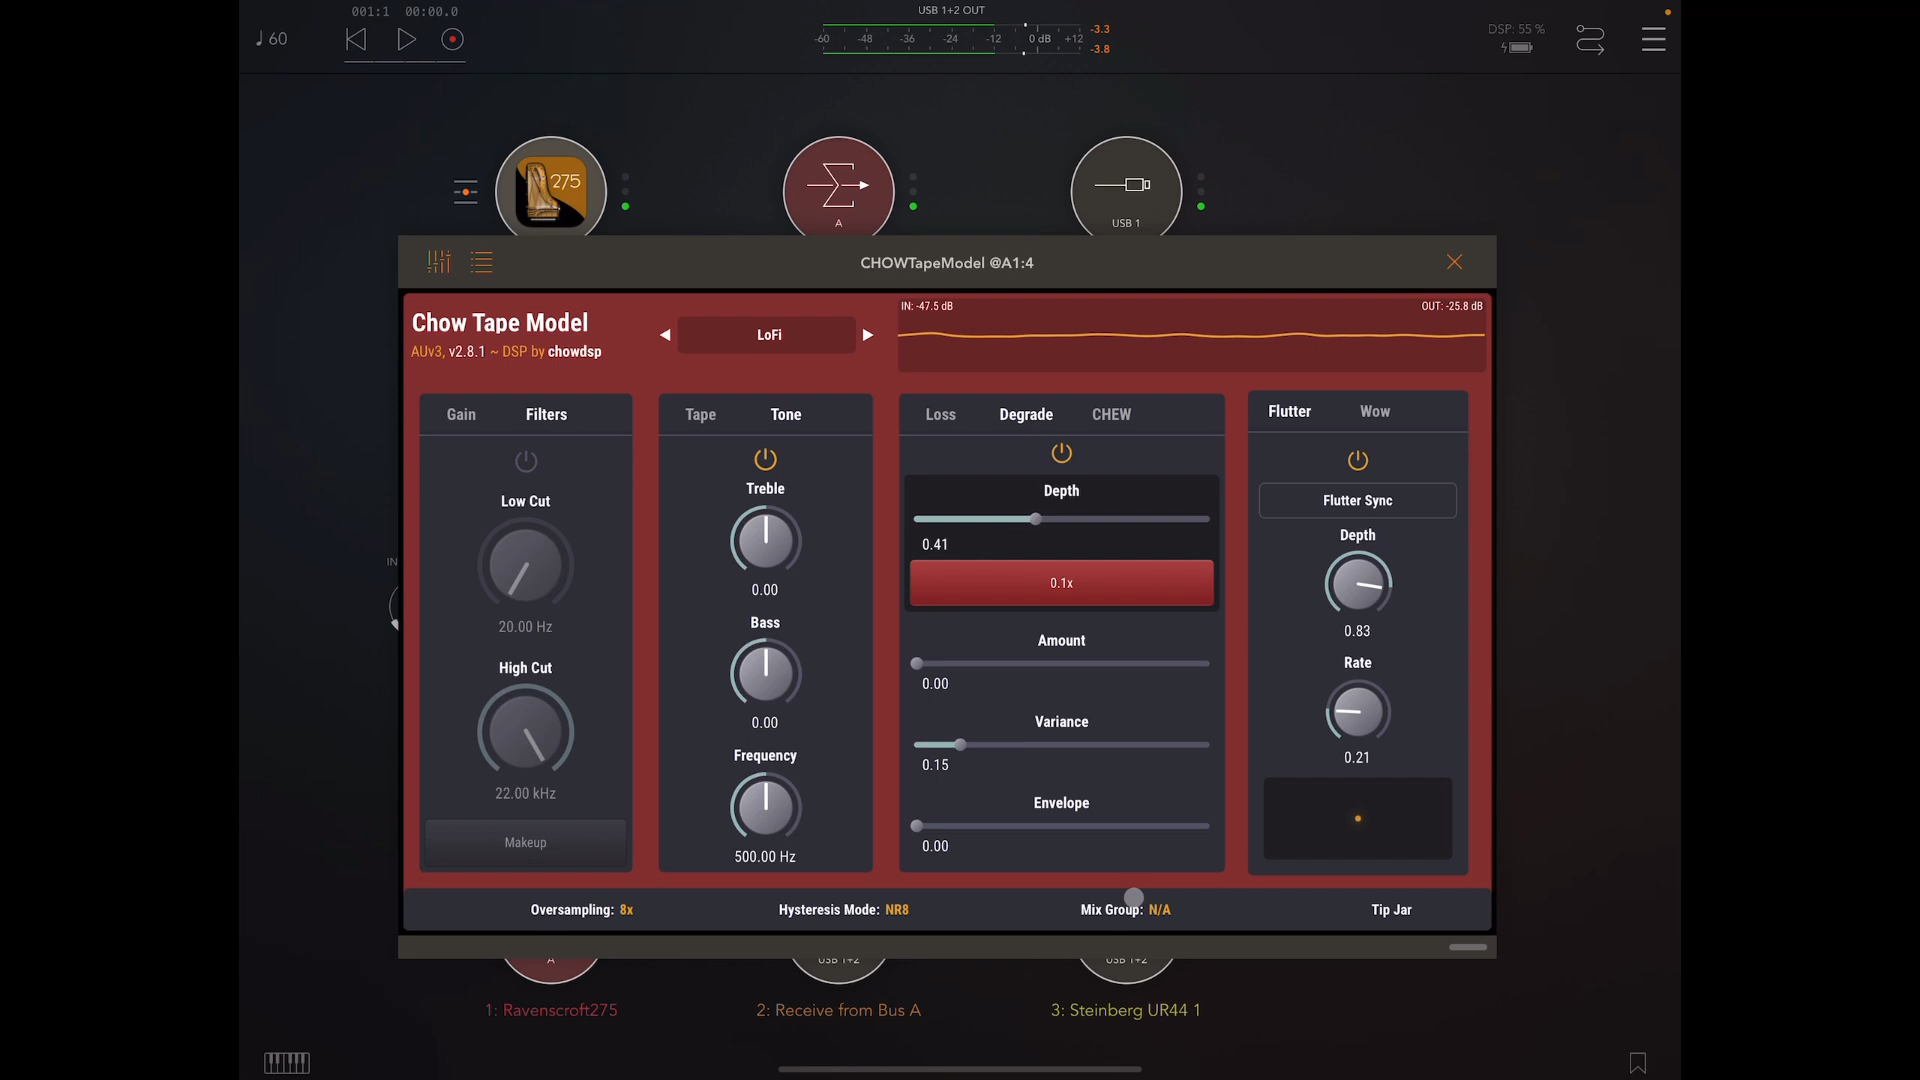 001:1 00:00.0
USB 1+2 OUT
♩60
-60 -48 -36 -24 -12 0 dB +12
-3.3
-3.8
DSP: 55 %
275
A
USB 1
CHOWTapeModel @A1:4
Chow Tape Model
AUv3, v2.8.1 ~ DSP by chowdsp
LoFi
IN: -47.5 dB
OUT: -25.8 dB
Gain Filters
Low Cut
20.00 Hz
High Cut
22.00 kHz
Makeup
Tape Tone
Treble
0.00
Bass
0.00
Frequency
500.00 Hz
Loss Degrade CHEW
Depth
0.41
0.1x
Amount
0.00
Variance
0.15
Envelope
0.00
Flutter Wow
Flutter Sync
Depth
0.83
Rate
0.21
IN
Oversampling: 8x
Hysteresis Mode: NR8
Mix Group: N/A
Tip Jar
A
USB 1+2
USB 1+2
1: Ravenscroft275
2: Receive from Bus A
3: Steinberg UR44 1